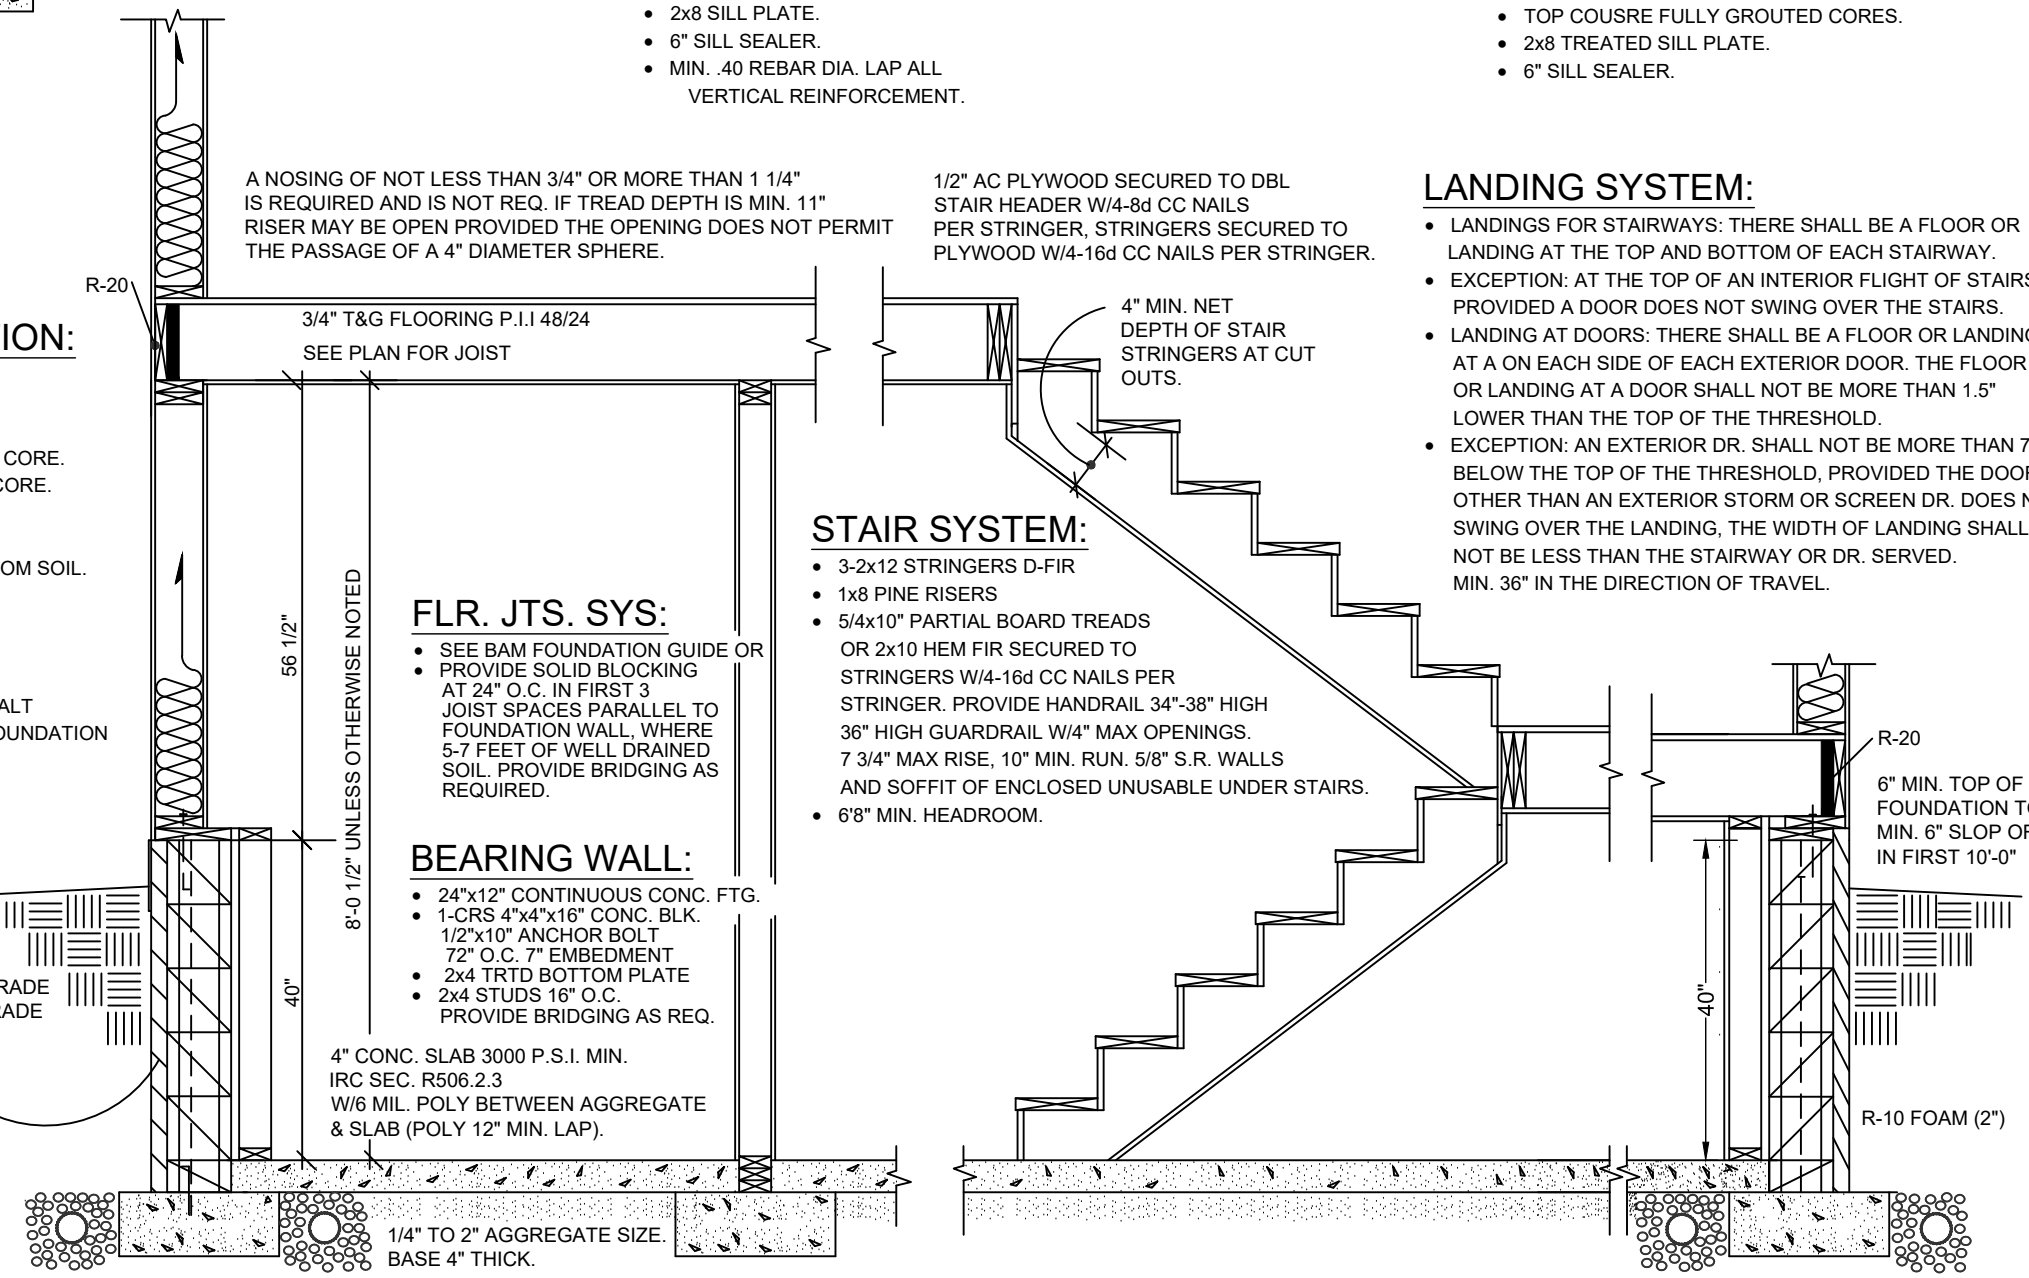 • 2x8 SILL PLATE.
• 6" SILL SEALER.
• MIN. .40 REBAR DIA. LAP ALL
VERTICAL REINFORCEMENT.
• TOP COUSRE FULLY GROUTED CORES.
• 2x8 TREATED SILL PLATE.
• 6" SILL SEALER.
A NOSING OF NOT LESS THAN 3/4" OR MORE THAN 1 1/4"
IS REQUIRED AND IS NOT REQ. IF TREAD DEPTH IS MIN. 11"
RISER MAY BE OPEN PROVIDED THE OPENING DOES NOT PERMIT
THE PASSAGE OF A 4" DIAMETER SPHERE.
1/2" AC PLYWOOD SECURED TO DBL
STAIR HEADER W/4-8d CC NAILS
PER STRINGER, STRINGERS SECURED TO
PLYWOOD W/4-16d CC NAILS PER STRINGER.
LANDING SYSTEM:
• LANDINGS FOR STAIRWAYS: THERE SHALL BE A FLOOR OR
LANDING AT THE TOP AND BOTTOM OF EACH STAIRWAY.
• EXCEPTION: AT THE TOP OF AN INTERIOR FLIGHT OF STAIRS
PROVIDED A DOOR DOES NOT SWING OVER THE STAIRS.
• LANDING AT DOORS: THERE SHALL BE A FLOOR OR LANDING
AT A ON EACH SIDE OF EACH EXTERIOR DOOR. THE FLOOR
OR LANDING AT A DOOR SHALL NOT BE MORE THAN 1.5"
LOWER THAN THE TOP OF THE THRESHOLD.
• EXCEPTION: AN EXTERIOR DR. SHALL NOT BE MORE THAN 7
BELOW THE TOP OF THE THRESHOLD, PROVIDED THE DOOR
OTHER THAN AN EXTERIOR STORM OR SCREEN DR. DOES N
SWING OVER THE LANDING, THE WIDTH OF LANDING SHALL
NOT BE LESS THAN THE STAIRWAY OR DR. SERVED.
MIN. 36" IN THE DIRECTION OF TRAVEL.
R-20
ION:
CORE.
CORE.
OM SOIL.
ALT
OUNDATION
RADE
RADE
3/4" T&G FLOORING P.I.I 48/24
SEE PLAN FOR JOIST
4" MIN. NET
DEPTH OF STAIR
STRINGERS AT CUT
OUTS.
56 1/2"
8'-0 1/2" UNLESS OTHERWISE NOTED
40"
FLR. JTS. SYS:
• SEE BAM FOUNDATION GUIDE OR
• PROVIDE SOLID BLOCKING
AT 24" O.C. IN FIRST 3
JOIST SPACES PARALLEL TO
FOUNDATION WALL, WHERE
5-7 FEET OF WELL DRAINED
SOIL. PROVIDE BRIDGING AS
REQUIRED.
STAIR SYSTEM:
• 3-2x12 STRINGERS D-FIR
• 1x8 PINE RISERS
• 5/4x10" PARTIAL BOARD TREADS
OR 2x10 HEM FIR SECURED TO
STRINGERS W/4-16d CC NAILS PER
STRINGER. PROVIDE HANDRAIL 34"-38" HIGH
36" HIGH GUARDRAIL W/4" MAX OPENINGS.
7 3/4" MAX RISE, 10" MIN. RUN. 5/8" S.R. WALLS
AND SOFFIT OF ENCLOSED UNUSABLE UNDER STAIRS.
• 6'8" MIN. HEADROOM.
BEARING WALL:
• 24"x12" CONTINUOUS CONC. FTG.
• 1-CRS 4"x4"x16" CONC. BLK.
1/2"x10" ANCHOR BOLT
72" O.C. 7" EMBEDMENT
• 2x4 TRTD BOTTOM PLATE
• 2x4 STUDS 16" O.C.
PROVIDE BRIDGING AS REQ.
4" CONC. SLAB 3000 P.S.I. MIN.
IRC SEC. R506.2.3
W/6 MIL. POLY BETWEEN AGGREGATE
& SLAB (POLY 12" MIN. LAP).
1/4" TO 2" AGGREGATE SIZE.
BASE 4" THICK.
R-20
6" MIN. TOP OF
FOUNDATION TO
MIN. 6" SLOP OF
IN FIRST 10'-0"
40"
R-10 FOAM (2")